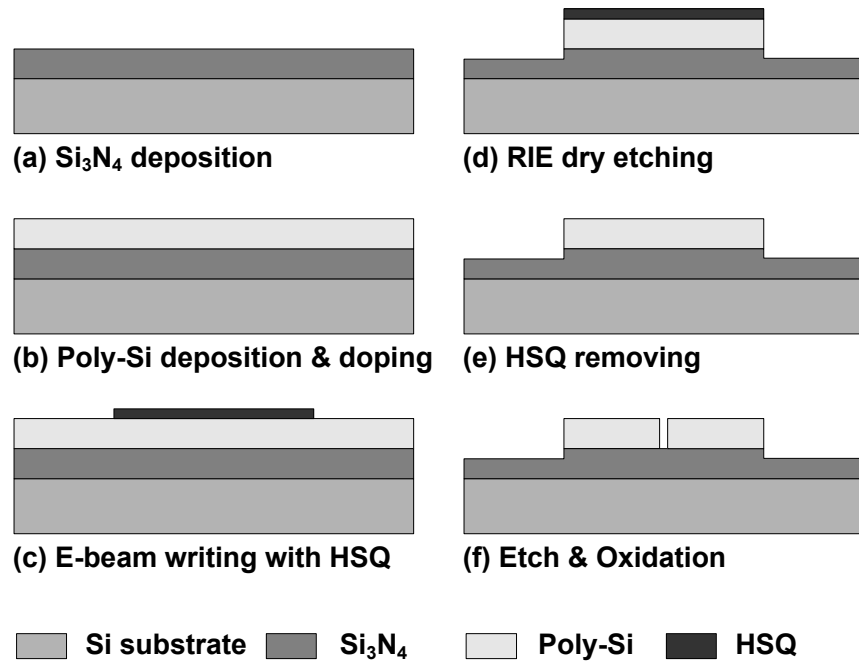 (a) Si₃N₄ deposition
(b) Poly-Si deposition & doping
(c) E-beam writing with HSQ
(d) RIE dry etching
(e) HSQ removing
(f) Etch & Oxidation
Si substrate Si₃N₄ Poly-Si HSQ